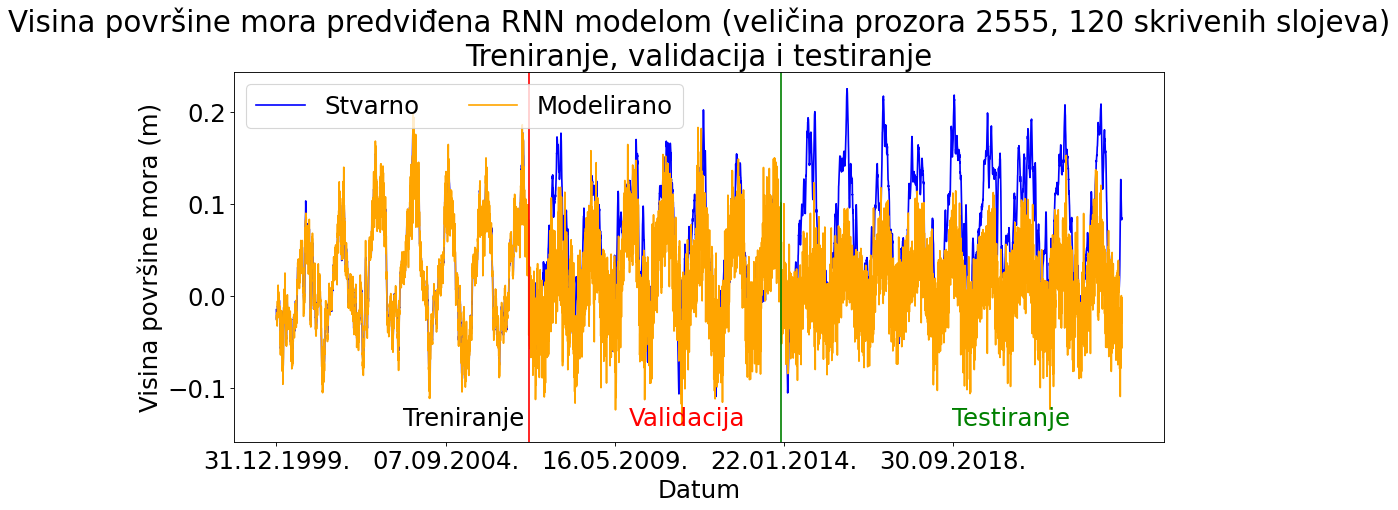 Visina površine mora predviđena RNN modelom (veličina prozora 2555, 120 skrivenih slojeva)
Treniranje, validacija i testiranje
Stvarno
Modelirano
Visina površine mora (m)
0.2
0.1
0.0
−0.1
Treniranje
Validacija
Testiranje
31.12.1999.
07.09.2004.
16.05.2009.
22.01.2014.
30.09.2018.
Datum